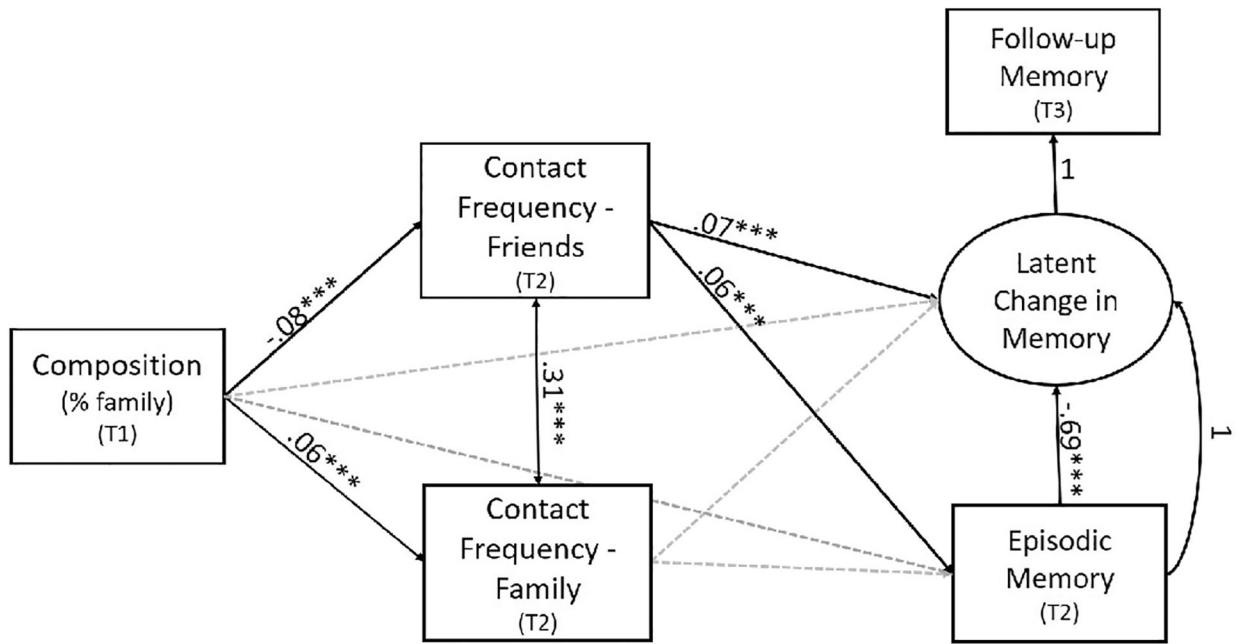 Follow-up
Memory
(T3)
1
Contact
Frequency -
Friends
(T2)
.07***
.06***
Latent
Change in
Memory
-.08***
Composition
(% family)
(T1)
.31***
.06***
-.69***
1
Contact
Frequency -
Family
(T2)
Episodic
Memory
(T2)